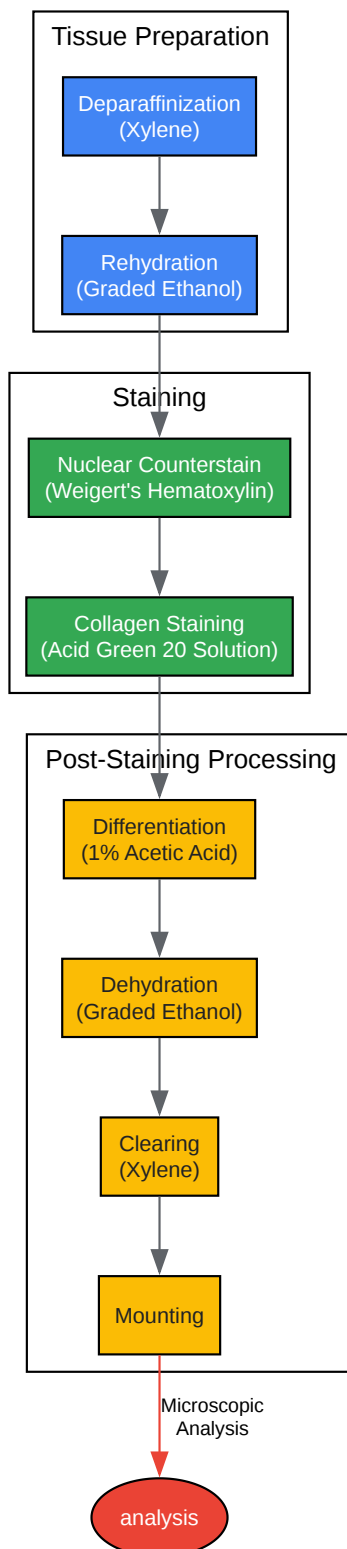 Tissue Preparation
Deparaffinization
(Xylene)
Rehydration
(Graded Ethanol)
Staining
Nuclear Counterstain
(Weigert's Hematoxylin)
Collagen Staining
(Acid Green 20 Solution)
Post-Staining Processing
Differentiation
(1% Acetic Acid)
Dehydration
(Graded Ethanol)
Clearing
(Xylene)
Mounting
Microscopic
Analysis
analysis